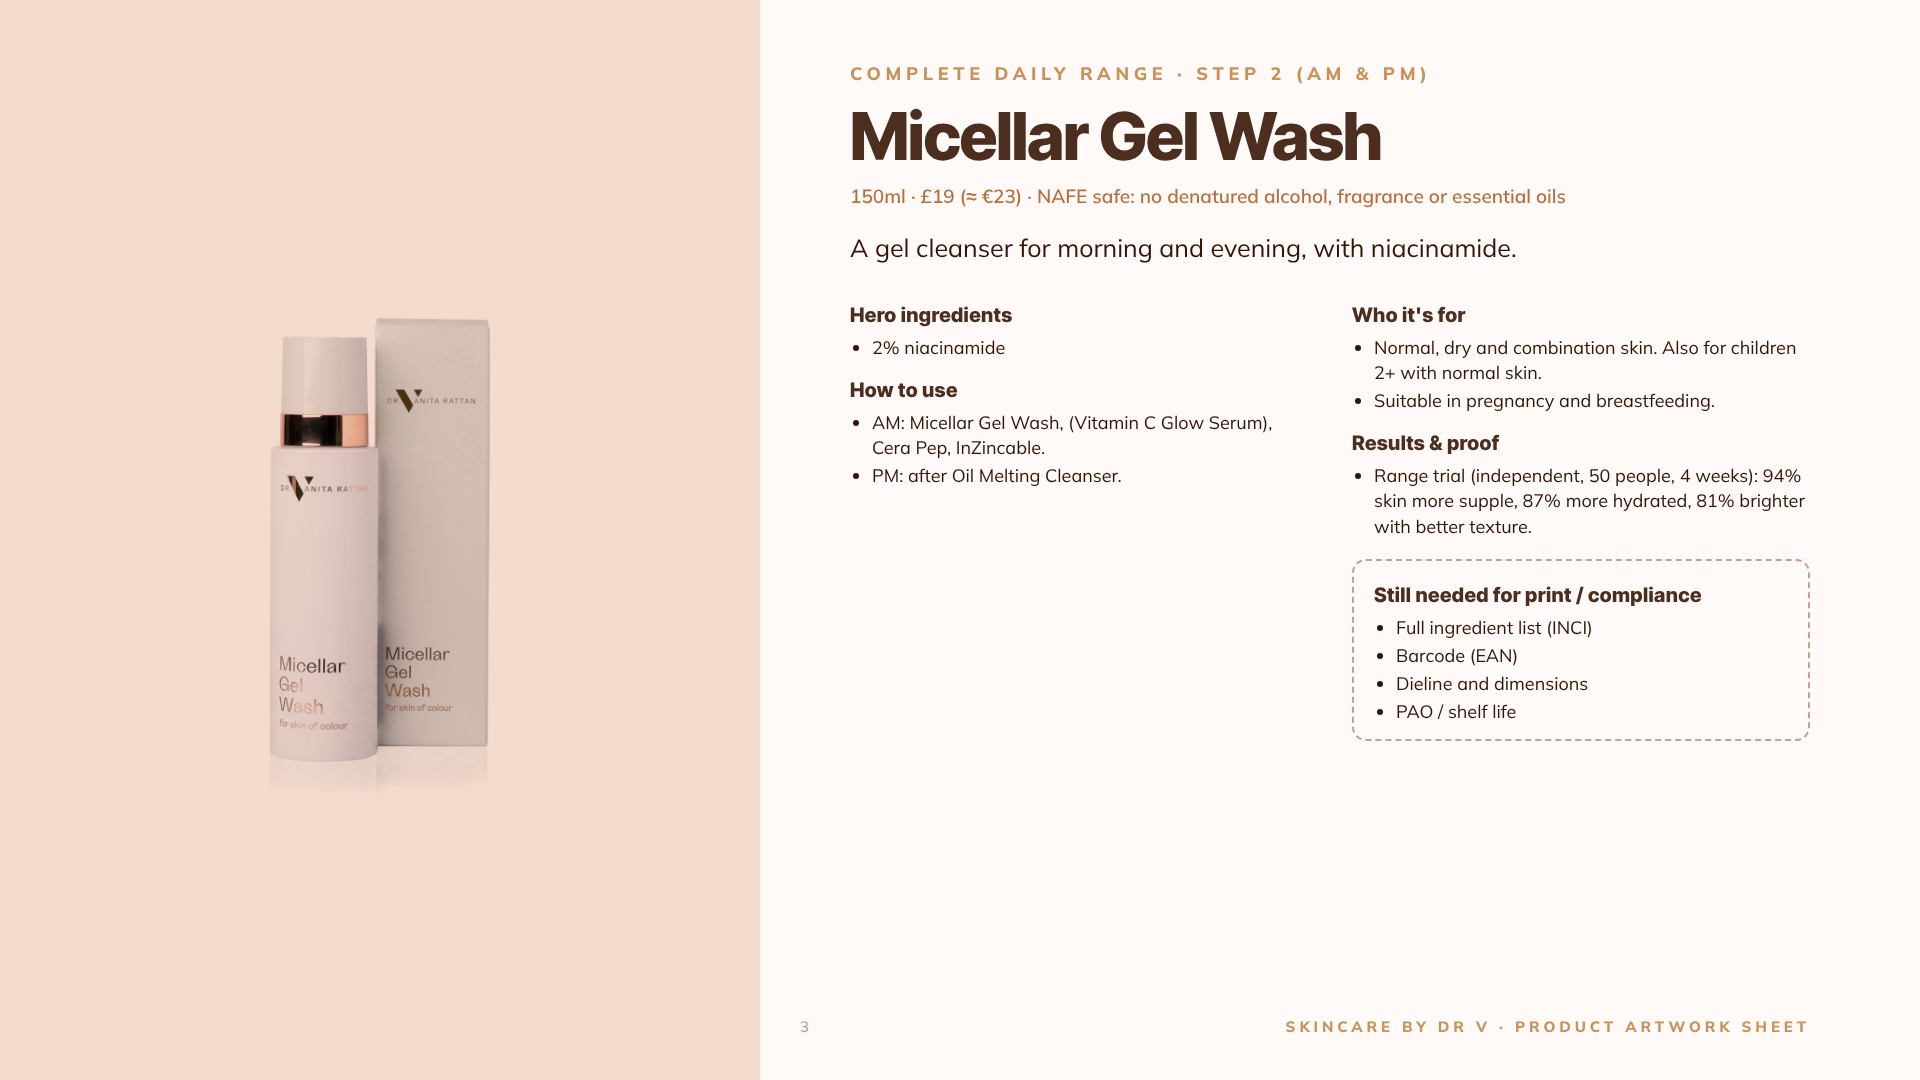 COMPLETE DAILY RANGE · STEP 2 (AM & PM)
Micellar Gel Wash
150ml · £19 (≈ €23) · NAFE safe: no denatured alcohol, fragrance or essential oils
A gel cleanser for morning and evening, with niacinamide.
Hero ingredients
• 2% niacinamide
How to use
• AM: Micellar Gel Wash, (Vitamin C Glow Serum),
Cera Pep, InZincable.
• PM: after Oil Melting Cleanser.
Who it's for
• Normal, dry and combination skin. Also for children
2+ with normal skin.
• Suitable in pregnancy and breastfeeding.
Results & proof
• Range trial (independent, 50 people, 4 weeks): 94%
skin more supple, 87% more hydrated, 81% brighter
with better texture.
Still needed for print / compliance
• Full ingredient list (INCI)
• Barcode (EAN)
• Dieline and dimensions
• PAO / shelf life
DR. V ANITA RATTAN
Micellar
Gel
Wash
for skin of colour
DR. V ANITA RATTAN
Micellar
Gel
Wash
for skin of colour
3
SKINCARE BY DR V · PRODUCT ARTWORK SHEET